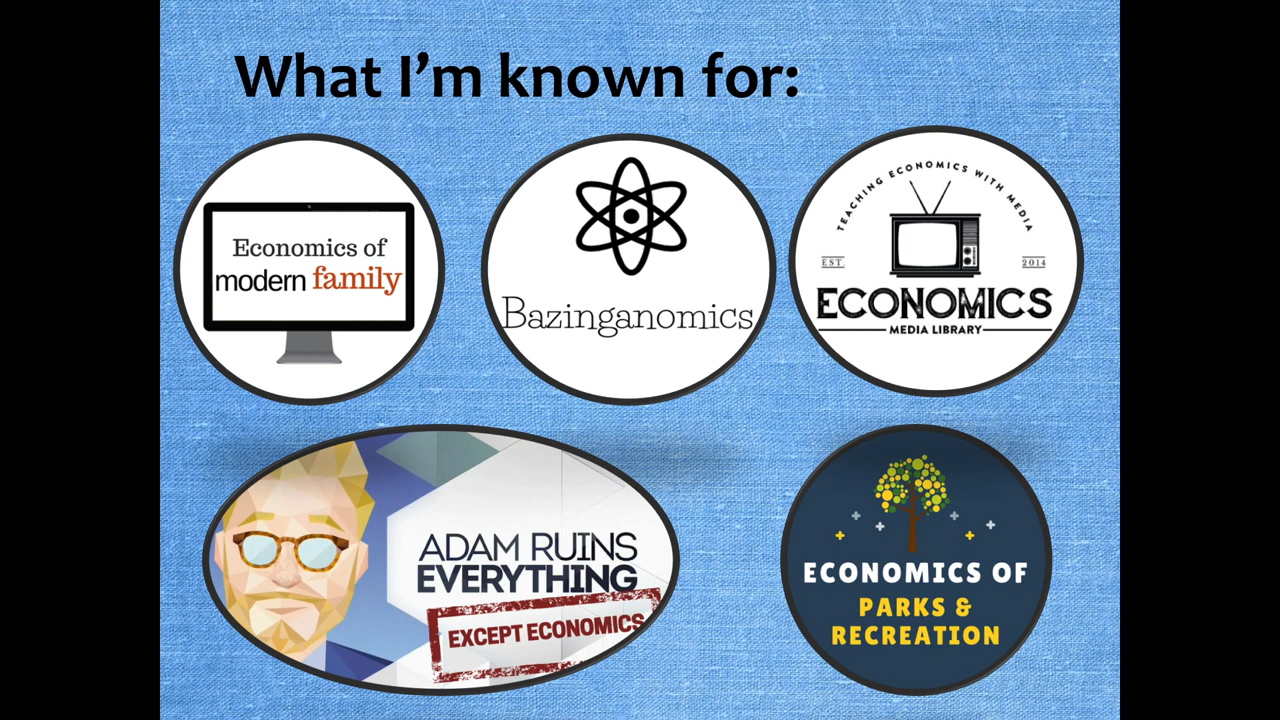 What I'm known for:
Economics of
modern family
Bazinganomics
TEACHING ECONOMICS WITH MEDIA
EST. 2014
ECONOMICS
MEDIA LIBRARY
ADAM RUINS
EVERYTHING
EXCEPT ECONOMICS
ECONOMICS OF
PARKS &
RECREATION